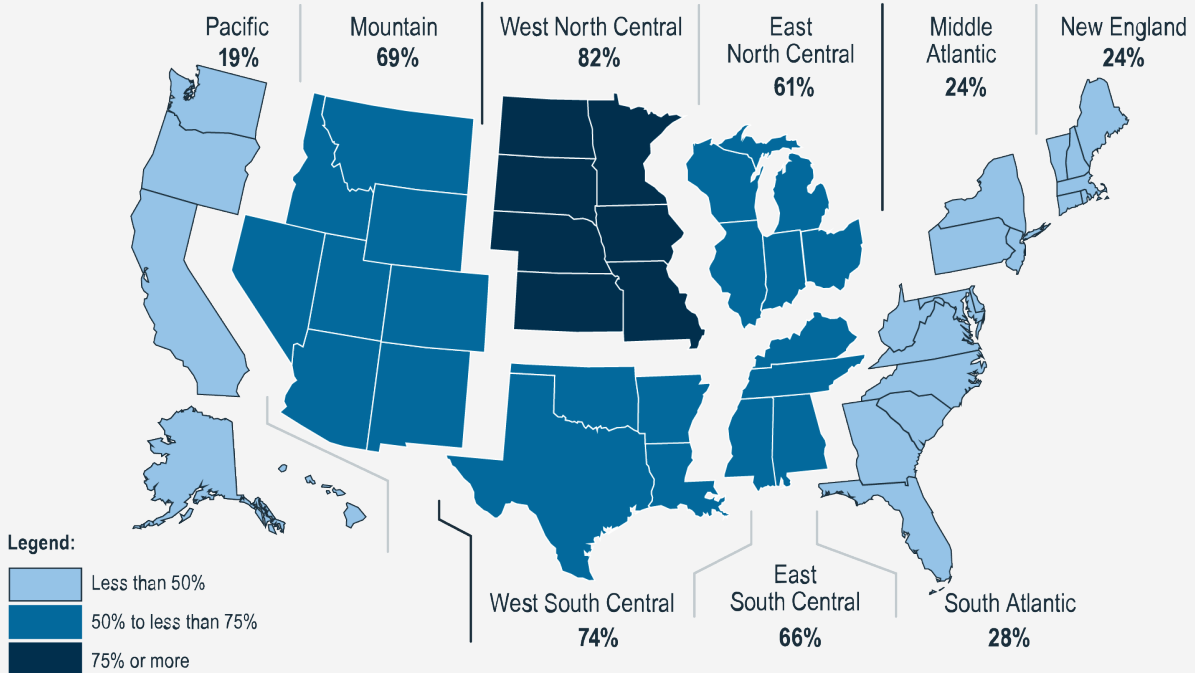 Pacific
19%
Mountain
69%
West North Central
82%
East
North Central
61%
Middle
Atlantic
24%
New England
24%
Legend:
Less than 50%
50% to less than 75%
75% or more
West South Central
74%
East
South Central
66%
South Atlantic
28%